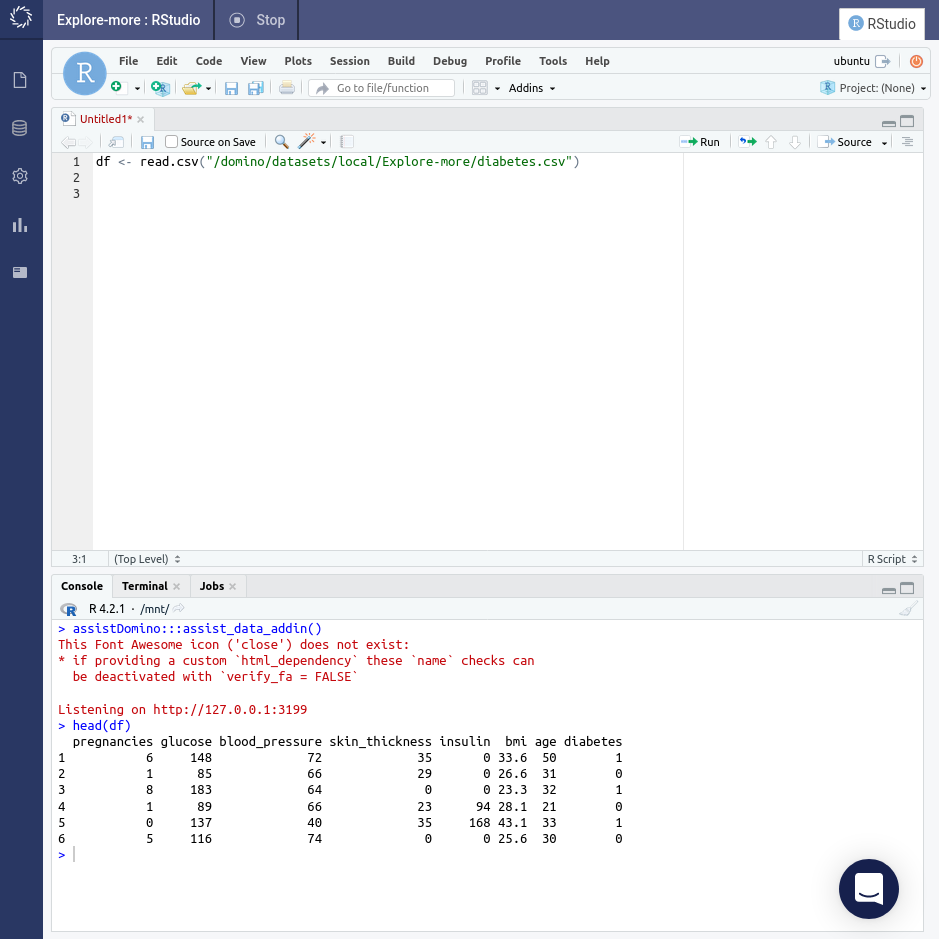 Explore-more : RStudio Stop RStudio
File Edit Code View Plots Session Build Debug Profile Tools Help ubuntu
Go to file/function Addins Project: (None)
Untitled1*
Source on Save Run Source
1 df <- read.csv("/domino/datasets/local/Explore-more/diabetes.csv")
2
3
3:1 (Top Level) R Script
Console Terminal Jobs
R 4.2.1 · /mnt/
> assistDomino:::assist_data_addin()
This Font Awesome icon ('close') does not exist:
* if providing a custom `html_dependency` these `name` checks can
  be deactivated with `verify_fa = FALSE`
Listening on http://127.0.0.1:3199
> head(df)
  pregnancies glucose blood_pressure skin_thickness insulin  bmi age diabetes
1           6     148             72             35       0 33.6  50        1
2           1      85             66             29       0 26.6  31        0
3           8     183             64              0       0 23.3  32        1
4           1      89             66             23      94 28.1  21        0
5           0     137             40             35     168 43.1  33        1
6           5     116             74              0       0 25.6  30        0
>